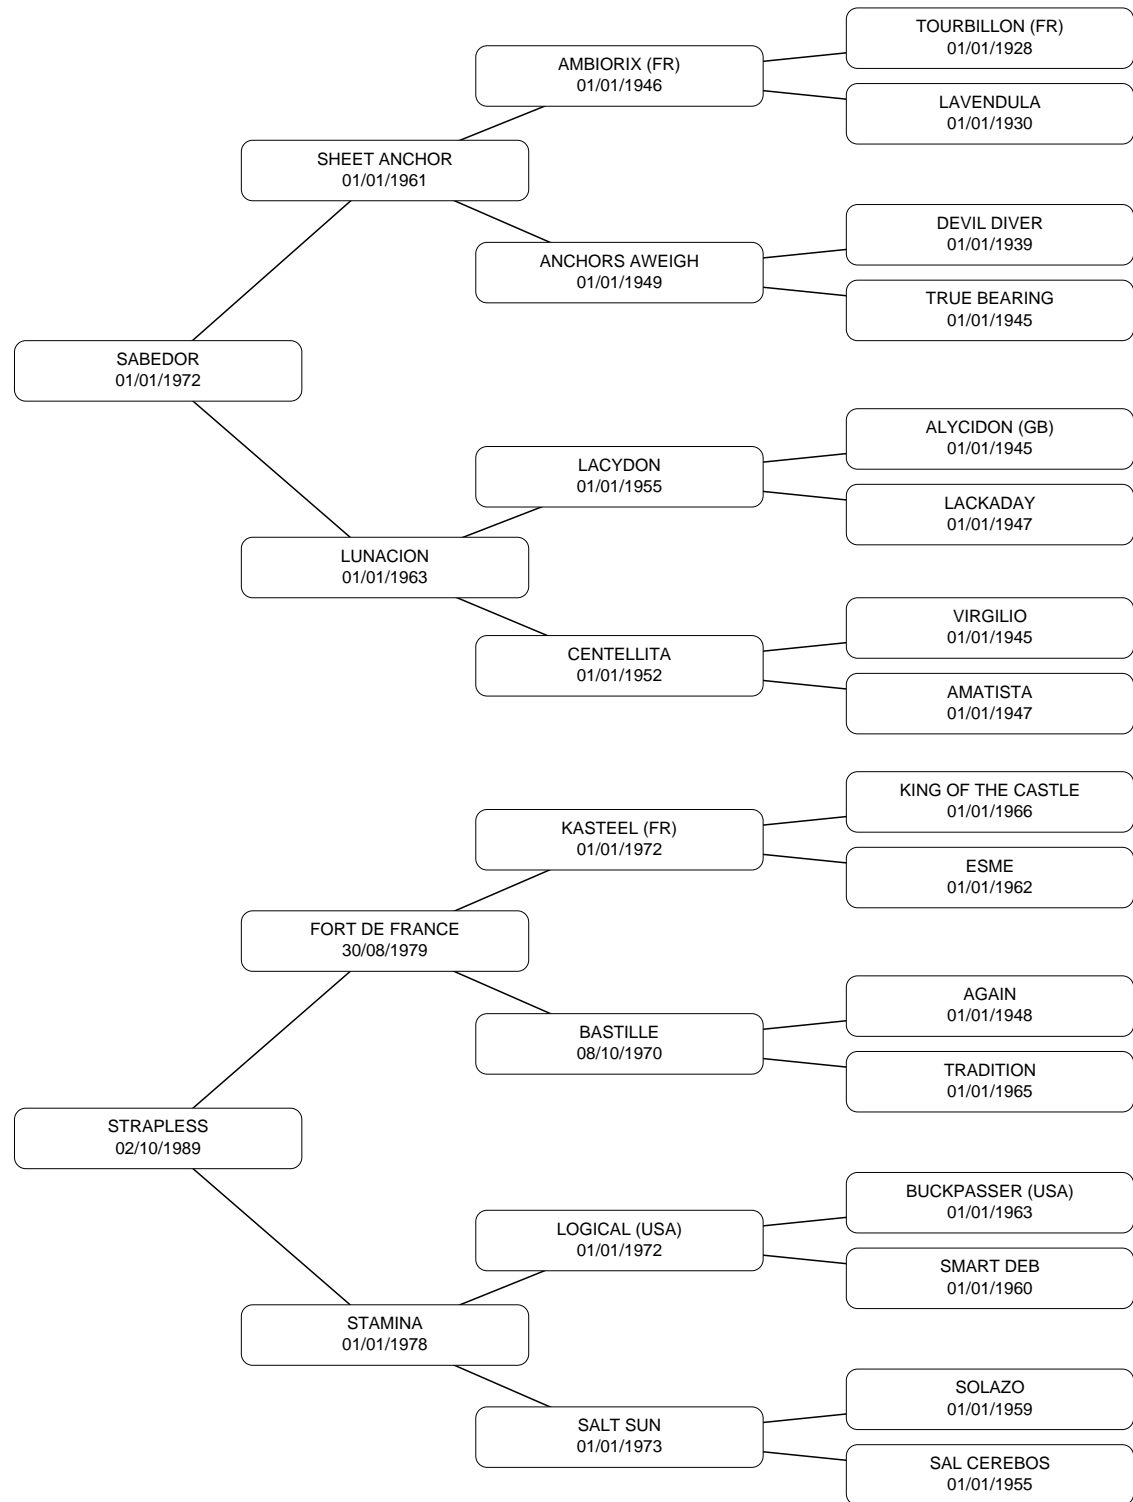 TOURBILLON (FR)
01/01/1928
AMBIORIX (FR)
01/01/1946
LAVENDULA
01/01/1930
SHEET ANCHOR
01/01/1961
DEVIL DIVER
01/01/1939
ANCHORS AWEIGH
01/01/1949
TRUE BEARING
01/01/1945
SABEDOR
01/01/1972
ALYCIDON (GB)
01/01/1945
LACYDON
01/01/1955
LACKADAY
01/01/1947
LUNACION
01/01/1963
VIRGILIO
01/01/1945
CENTELLITA
01/01/1952
AMATISTA
01/01/1947
KING OF THE CASTLE
01/01/1966
KASTEEL (FR)
01/01/1972
ESME
01/01/1962
FORT DE FRANCE
30/08/1979
AGAIN
01/01/1948
BASTILLE
08/10/1970
TRADITION
01/01/1965
STRAPLESS
02/10/1989
BUCKPASSER (USA)
01/01/1963
LOGICAL (USA)
01/01/1972
SMART DEB
01/01/1960
STAMINA
01/01/1978
SOLAZO
01/01/1959
SALT SUN
01/01/1973
SAL CEREBOS
01/01/1955